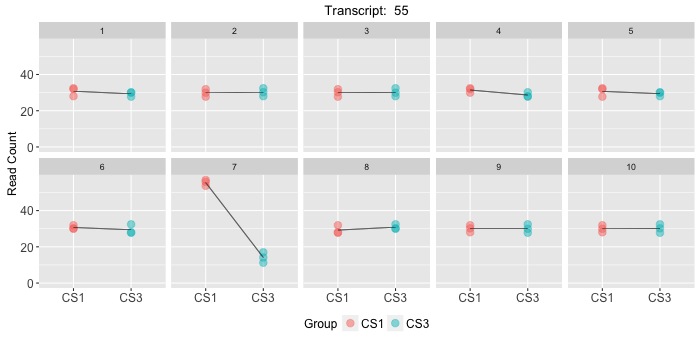 Transcript: 55
1 2 3 4 5
40
20
0
Read Count
6 7 8 9 10
40
20
0
CS1 CS3 CS1 CS3 CS1 CS3 CS1 CS3 CS1 CS3
Group CS1 CS3